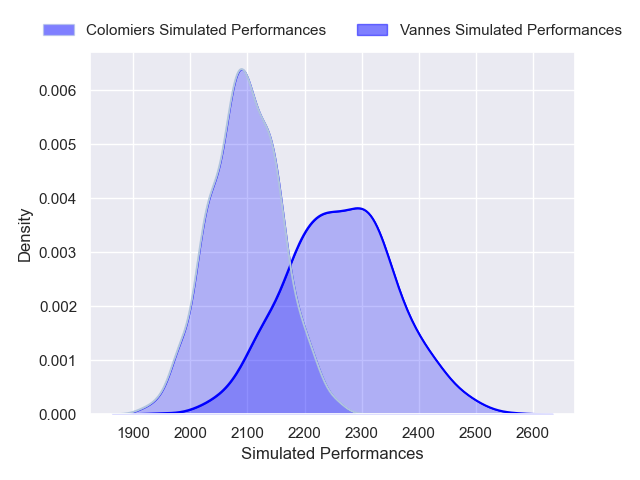 Colomiers Simulated Performances
Vannes Simulated Performances
0.006
0.005
0.004
0.003
0.002
0.001
0.000
Density
1900 2000 2100 2200 2300 2400 2500 2600
Simulated Performances